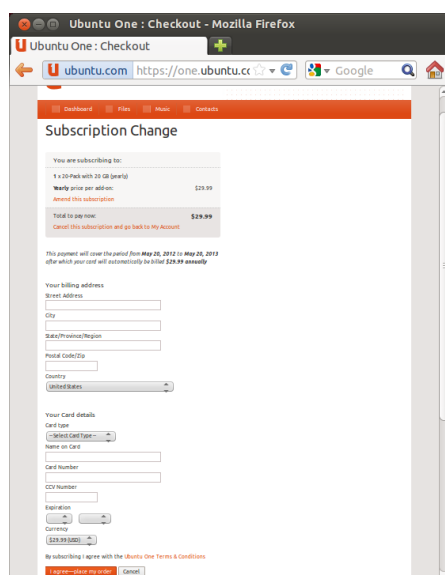 Ubuntu One : Checkout - Mozilla Firefox
Ubuntu One : Checkout
ubuntu.com https://one.ubuntu.cc Google
Dashboard Files Music Contacts
Subscription Change
You are subscribing to:
1 x 20-Pack with 20 GB (yearly)
Yearly price per add-on: $29.99
Amend this subscription
Total to pay now: $29.99
Cancel this subscription and go back to My Account
This payment will cover the period from May 20, 2012 to May 20, 2013
after which your card will automatically be billed $29.99 annually
Your billing address
Street Address
City
State/Province/Region
Postal Code/Zip
Country
United States
Your Card details
Card type
--Select Card Type--
Name on Card
Card Number
CCV Number
Expiration
Currency
$29.99 (USD)
By subscribing I agree with the Ubuntu One Terms & Conditions
I agree—place my order Cancel